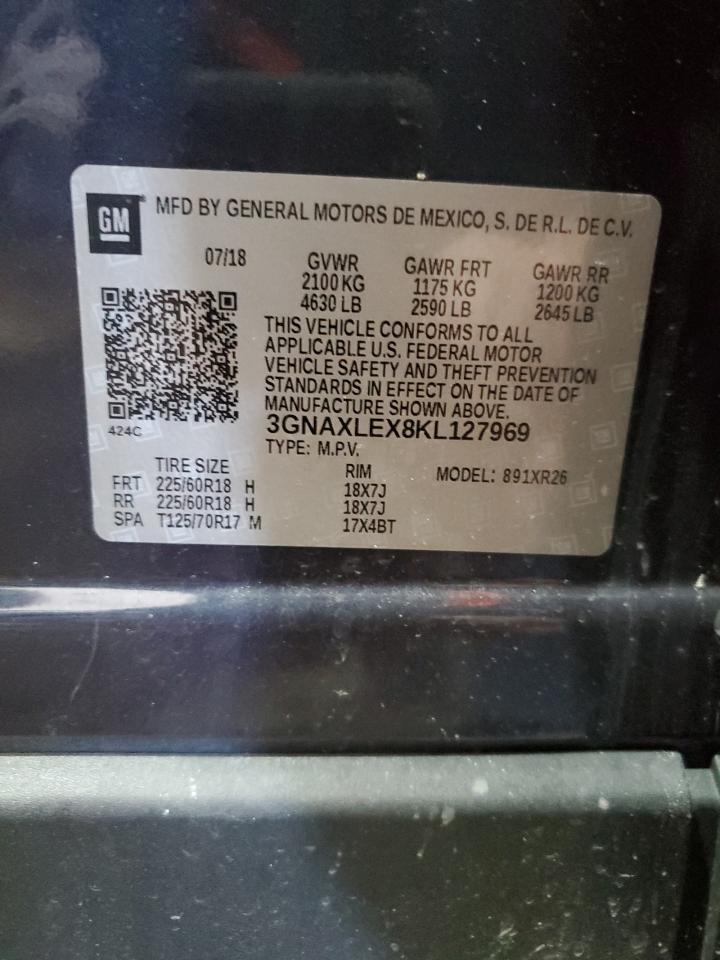 GM
MFD BY GENERAL MOTORS DE MEXICO, S. DE R.L. DE C.V.
07/18 GVWR GAWR FRT GAWR RR
2100 KG 1175 KG 1200 KG
4630 LB 2590 LB 2645 LB
THIS VEHICLE CONFORMS TO ALL
APPLICABLE U.S. FEDERAL MOTOR
VEHICLE SAFETY AND THEFT PREVENTION
STANDARDS IN EFFECT ON THE DATE OF
MANUFACTURE SHOWN ABOVE.
424C 3GNAXLEX8KL127969
TYPE: M.P.V.
TIRE SIZE RIM MODEL: 891XR26
FRT 225/60R18 H 18X7J
RR 225/60R18 H 18X7J
SPA T125/70R17 M 17X4BT